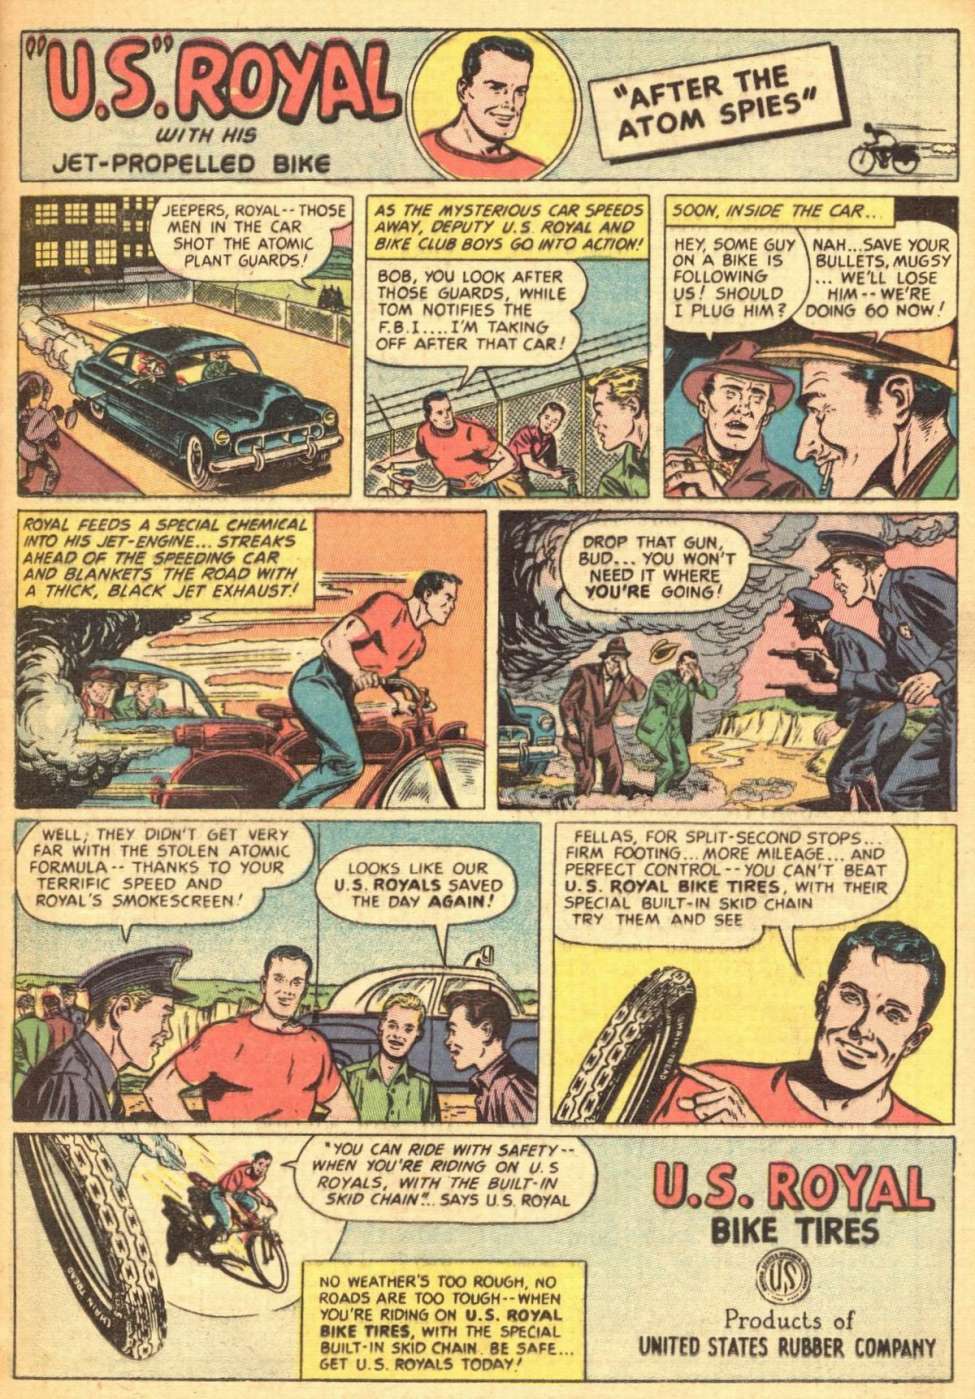 "U.S." ROYAL
WITH HIS
JET-PROPELLED BIKE
"AFTER THE
ATOM SPIES"
JEEPERS, ROYAL--THOSE
MEN IN THE CAR
SHOT THE ATOMIC
PLANT GUARDS!
AS THE MYSTERIOUS CAR SPEEDS
AWAY, DEPUTY U.S. ROYAL AND
BIKE CLUB BOYS GO INTO ACTION!
BOB, YOU LOOK AFTER
THOSE GUARDS, WHILE
TOM NOTIFIES THE
F.B.I....I'M TAKING
OFF AFTER THAT CAR!
SOON, INSIDE THE CAR...
HEY, SOME GUY
ON A BIKE IS
FOLLOWING
US! SHOULD
I PLUG HIM?
NAH...SAVE YOUR
BULLETS, MUGSY
... WE'LL LOSE
HIM--WE'RE
DOING 60 NOW!
ROYAL FEEDS A SPECIAL CHEMICAL
INTO HIS JET-ENGINE... STREAKS
AHEAD OF THE SPEEDING CAR
AND BLANKETS THE ROAD WITH
A THICK, BLACK JET EXHAUST!
DROP THAT GUN,
BUD... YOU WON'T
NEED IT WHERE
YOU'RE GOING!
WELL, THEY DIDN'T GET VERY
FAR WITH THE STOLEN ATOMIC
FORMULA--THANKS TO YOUR
TERRIFIC SPEED AND
ROYAL'S SMOKESCREEN!
LOOKS LIKE OUR
U.S. ROYALS SAVED
THE DAY AGAIN!
FELLAS, FOR SPLIT-SECOND STOPS...
FIRM FOOTING...MORE MILEAGE...AND
PERFECT CONTROL--YOU CAN'T BEAT
U.S. ROYAL BIKE TIRES, WITH THEIR
SPECIAL BUILT-IN SKID CHAIN
TRY THEM AND SEE
CHAIN TREAD
CHAIN TREAD
"YOU CAN RIDE WITH SAFETY--
WHEN YOU'RE RIDING ON U.S
ROYALS, WITH THE BUILT-IN
SKID CHAIN"... SAYS U.S. ROYAL
NO WEATHER'S TOO ROUGH, NO
ROADS ARE TOO TOUGH--WHEN
YOU'RE RIDING ON U.S. ROYAL
BIKE TIRES, WITH THE SPECIAL
BUILT-IN SKID CHAIN. BE SAFE...
GET U.S. ROYALS TODAY!
U.S. ROYAL
BIKE TIRES
US
Products of
UNITED STATES RUBBER COMPANY